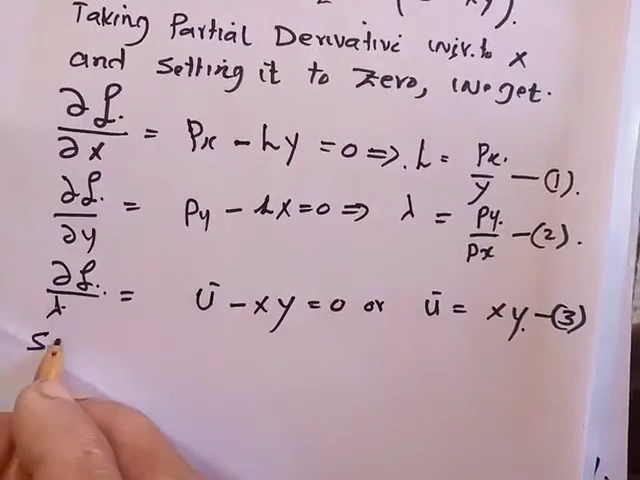 xy).
Taking Partial Derivative w.r.to x
and setting it to Zero, we get.
∂£/∂x = Px - λy = 0 ⇒ λ = Px/y —(1).
∂£/∂y = Py - λx = 0 ⇒ λ = Py/Px —(2).
∂£/λ = ū - xy = 0 or ū = xy —(3)